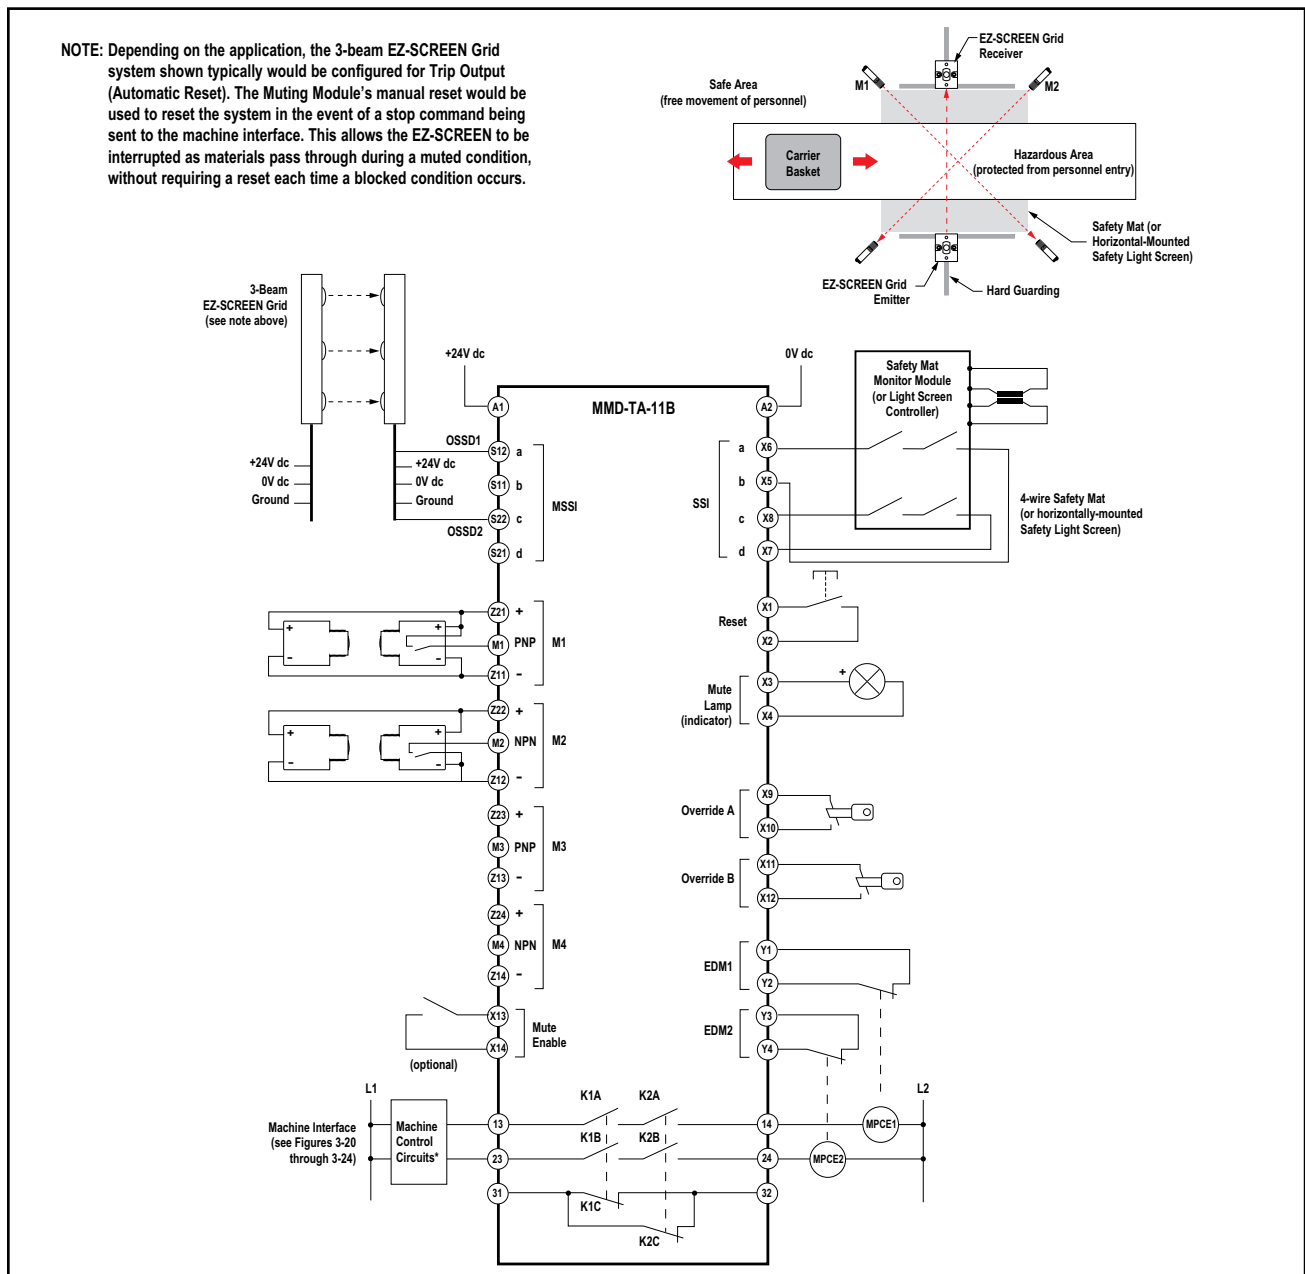 NOTE: Depending on the application, the 3-beam EZ-SCREEN Grid
system shown typically would be configured for Trip Output
(Automatic Reset). The Muting Module's manual reset would be
used to reset the system in the event of a stop command being
sent to the machine interface. This allows the EZ-SCREEN to be
interrupted as materials pass through during a muted condition,
without requiring a reset each time a blocked condition occurs.
EZ-SCREEN Grid
Receiver
M1
M2
Safe Area
(free movement of personnel)
Carrier
Basket
Hazardous Area
(protected from personnel entry)
Safety Mat (or
Horizontal-Mounted
Safety Light Screen)
EZ-SCREEN Grid
Emitter
Hard Guarding
3-Beam
EZ-SCREEN Grid
(see note above)
+24V dc
0V dc
Ground
+24V dc
0V dc
Ground
OSSD1
OSSD2
+24V dc
0V dc
MMD-TA-11B
A1
A2
S12 a
S11 b
S22 c
S21 d
MSSI
a X6
b X5
c X8
d X7
SSI
Safety Mat
Monitor Module
(or Light Screen
Controller)
4-wire Safety Mat
(or horizontally-mounted
Safety Light Screen)
+
-
+
-
Z21 +
M1 PNP
Z11 -
M1
Reset
X1
X2
Mute
Lamp
(indicator)
X3
X4
+
+
-
+
-
Z22 +
M2 NPN
Z12 -
M2
Z23 +
M3 PNP
Z13 -
M3
Override A
X9
X10
Override B
X11
X12
Z24 +
M4 NPN
Z14 -
M4
EDM1
Y1
Y2
EDM2
Y3
Y4
X13
X14
Mute
Enable
(optional)
L1
L2
Machine Interface
(see Figures 3-20
through 3-24)
Machine
Control
Circuits*
K1A
K2A
13
14
MPCE1
K1B
K2B
23
24
MPCE2
31
32
K1C
K2C